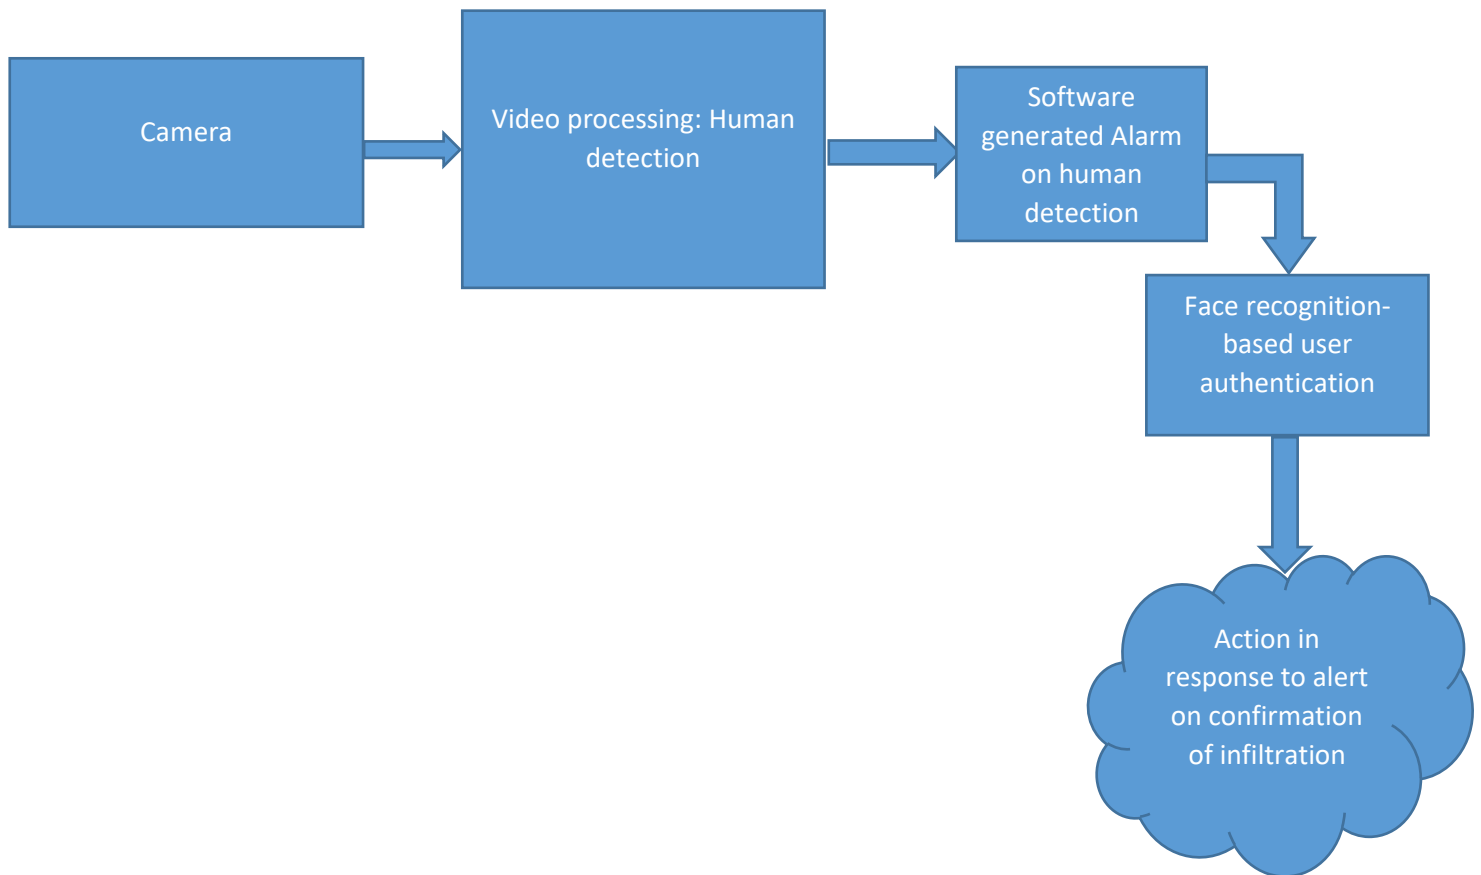 Camera
Video processing: Human
detection
Software
generated Alarm
on human
detection
Face recognition-
based user
authentication
Action in
response to alert
on confirmation
of infiltration